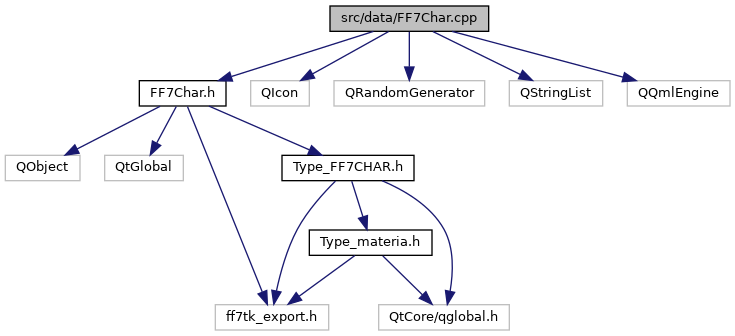 src/data/FF7Char.cpp
FF7Char.h
QIcon
QRandomGenerator
QStringList
QQmlEngine
QObject
QtGlobal
Type_FF7CHAR.h
Type_materia.h
ff7tk_export.h
QtCore/qglobal.h